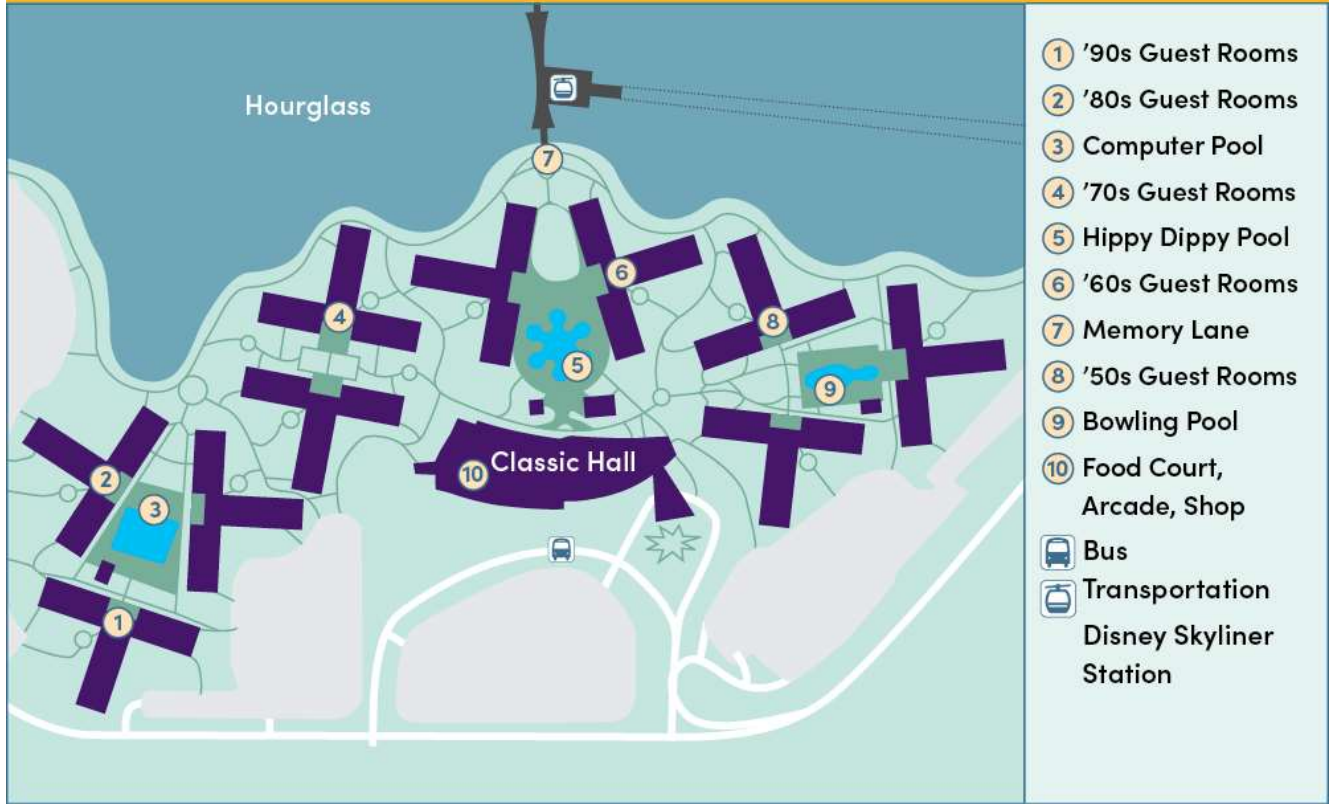 Hourglass
7
6
4
8
5
9
Classic Hall
10
2
3
1
1 '90s Guest Rooms
2 '80s Guest Rooms
3 Computer Pool
4 '70s Guest Rooms
5 Hippy Dippy Pool
6 '60s Guest Rooms
7 Memory Lane
8 '50s Guest Rooms
9 Bowling Pool
10 Food Court,
Arcade, Shop
Bus
Transportation
Disney Skyliner
Station